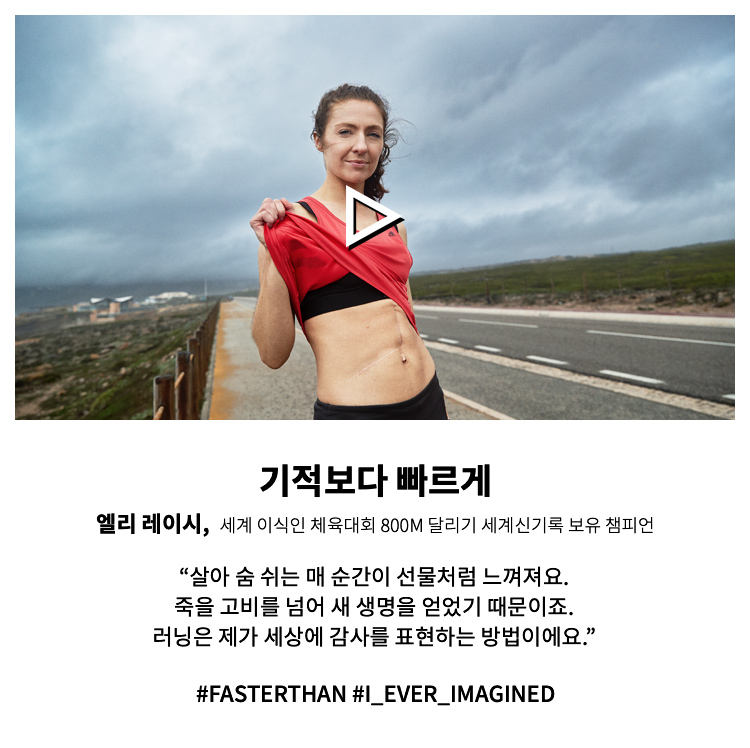 기적보다 빠르게
엘리 레이시, 세계 이식인 체육대회 800M 달리기 세계신기록 보유 챔피언
“살아 숨 쉬는 매 순간이 선물처럼 느껴져요.
죽을 고비를 넘어 새 생명을 얻었기 때문이죠.
러닝은 제가 세상에 감사를 표현하는 방법이에요.”
#FASTERTHAN #I_EVER_IMAGINED